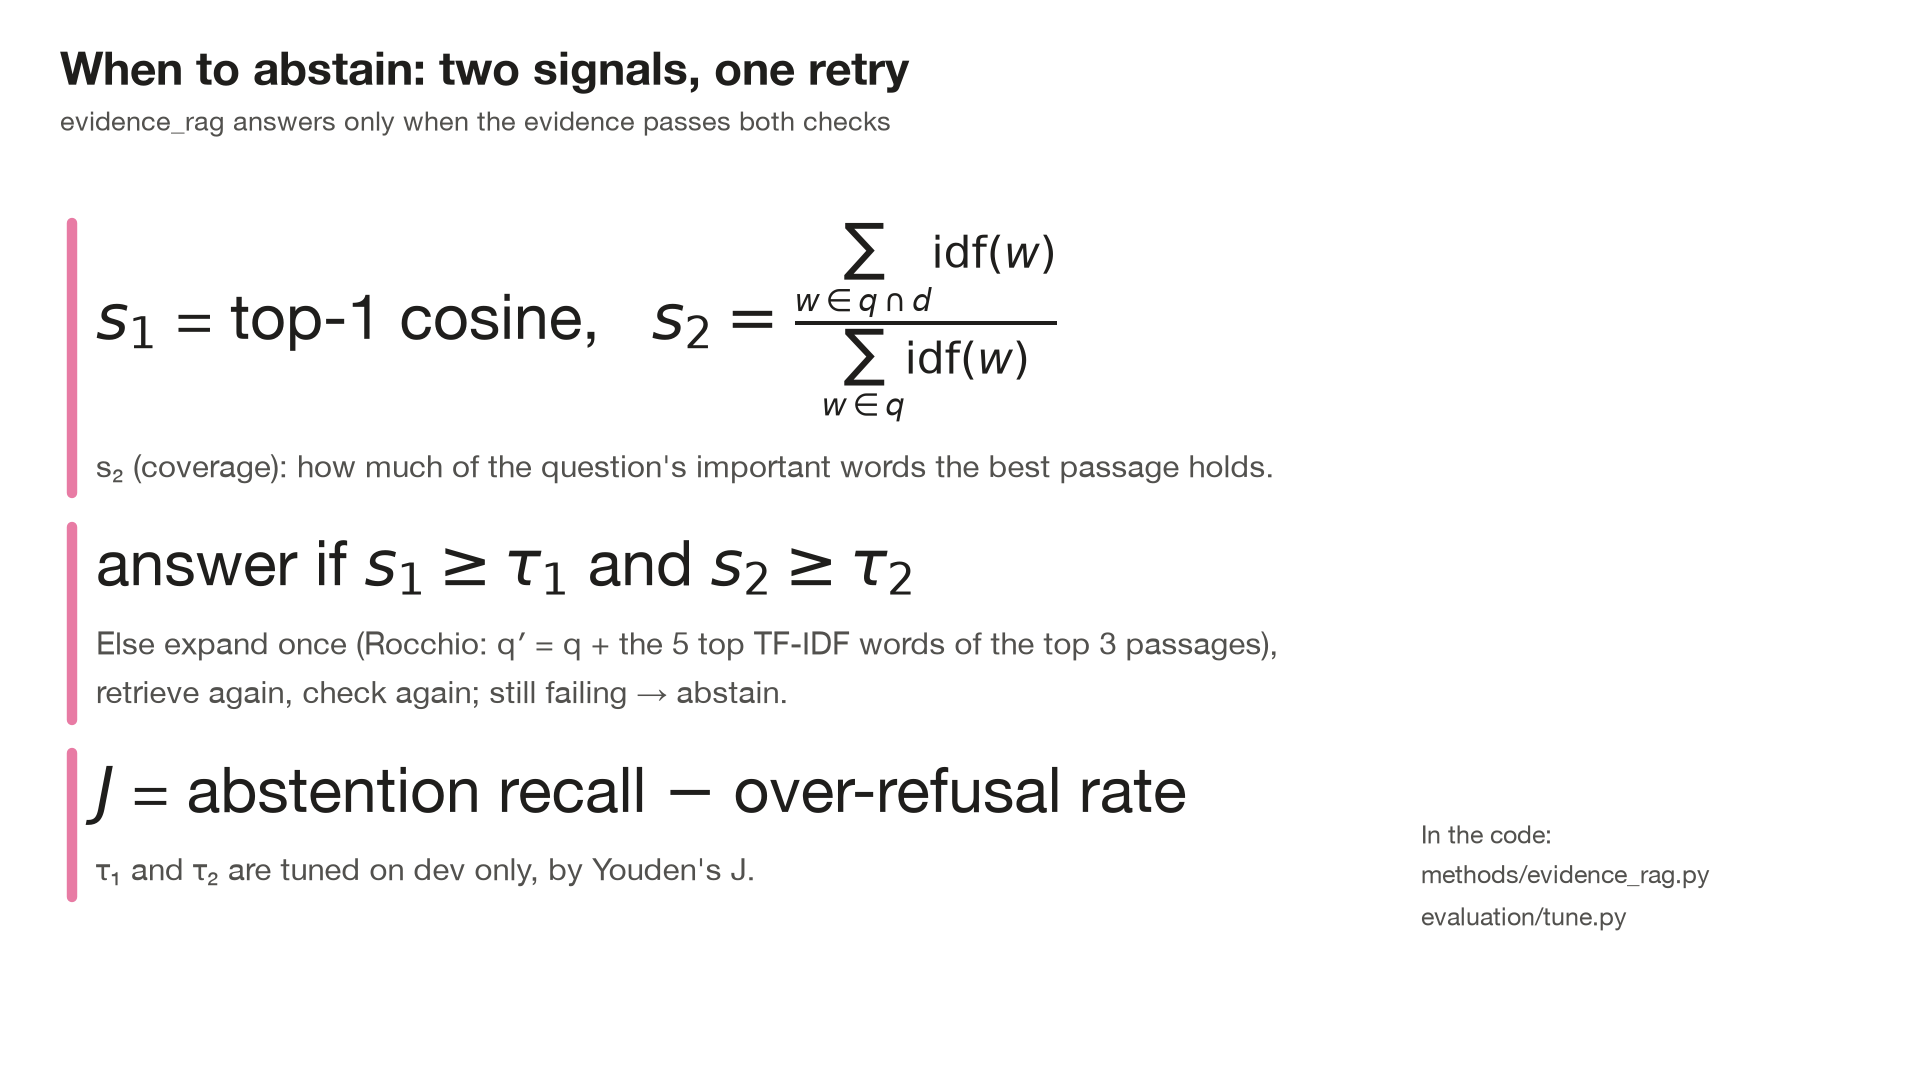 When to abstain: two signals, one retry
evidence_rag answers only when the evidence passes both checks
s₁ = top-1 cosine, s₂ = ∑_{w ∈ q ∩ d} idf(w) / ∑_{w ∈ q} idf(w)
s₂ (coverage): how much of the question's important words the best passage holds.
answer if s₁ ≥ τ₁ and s₂ ≥ τ₂
Else expand once (Rocchio: q′ = q + the 5 top TF-IDF words of the top 3 passages),
retrieve again, check again; still failing → abstain.
J = abstention recall − over-refusal rate
τ₁ and τ₂ are tuned on dev only, by Youden's J.
In the code:
methods/evidence_rag.py
evaluation/tune.py